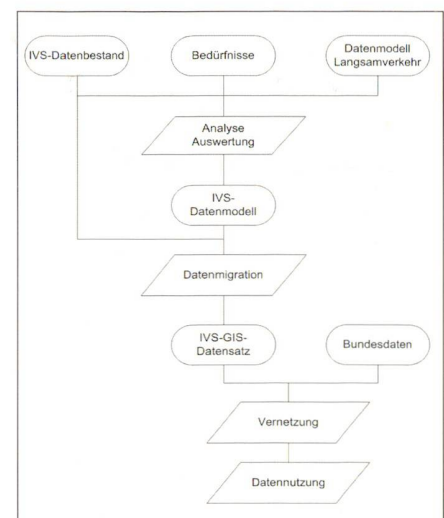 IVS-Datenbestand
Bedürfnisse
Datenmodell
Langsamverkehr
Analyse
Auswertung
IVS-
Datenmodell
Datenmigration
IVS-GIS-
Datensatz
Bundesdaten
Vernetzung
Datennutzung